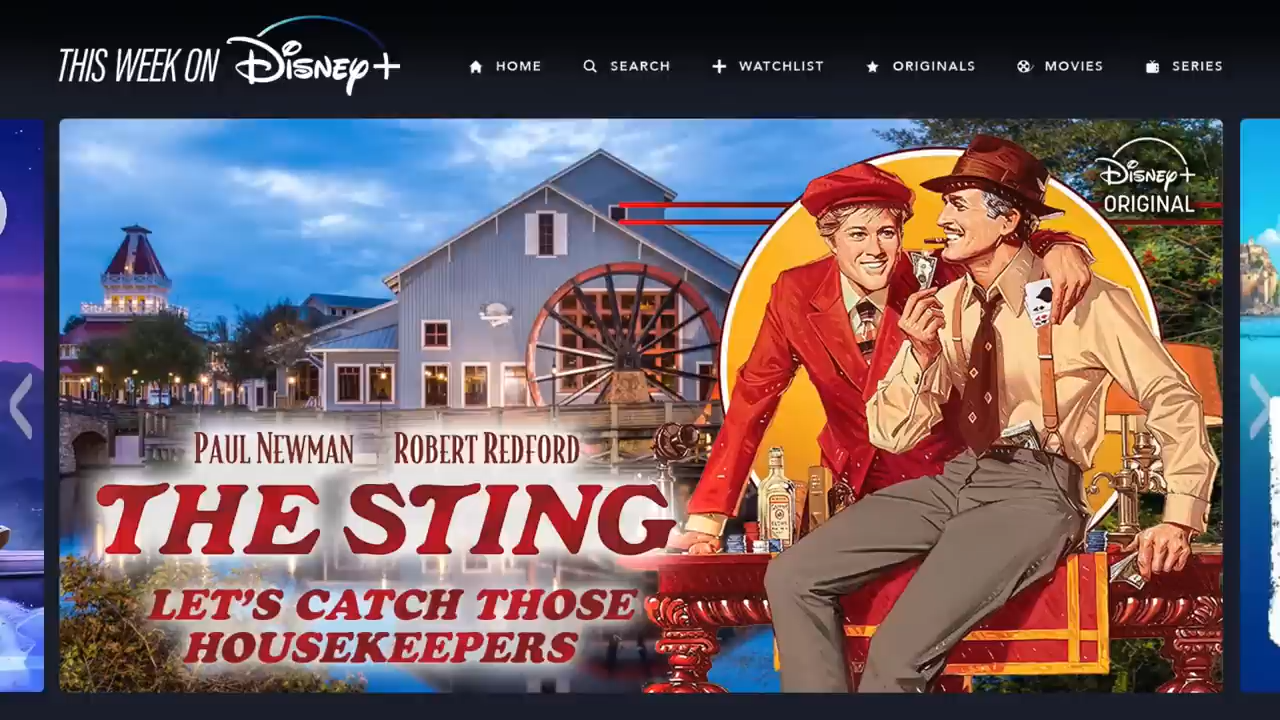 THIS WEEK ON Disney+
HOME
SEARCH
WATCHLIST
ORIGINALS
MOVIES
SERIES
Disney+
ORIGINAL
PAUL NEWMAN ROBERT REDFORD
THE STING
LET'S CATCH THOSE
HOUSEKEEPERS